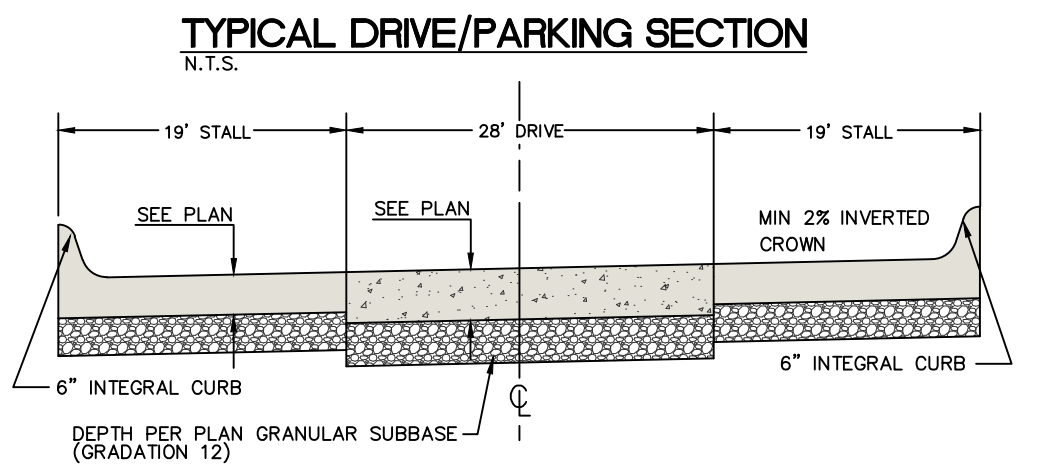 TYPICAL DRIVE/PARKING SECTION
N.T.S.
19' STALL
28' DRIVE
19' STALL
SEE PLAN
SEE PLAN
MIN 2% INVERTED
CROWN
6" INTEGRAL CURB
6" INTEGRAL CURB
℄
DEPTH PER PLAN GRANULAR SUBBASE
(GRADATION 12)